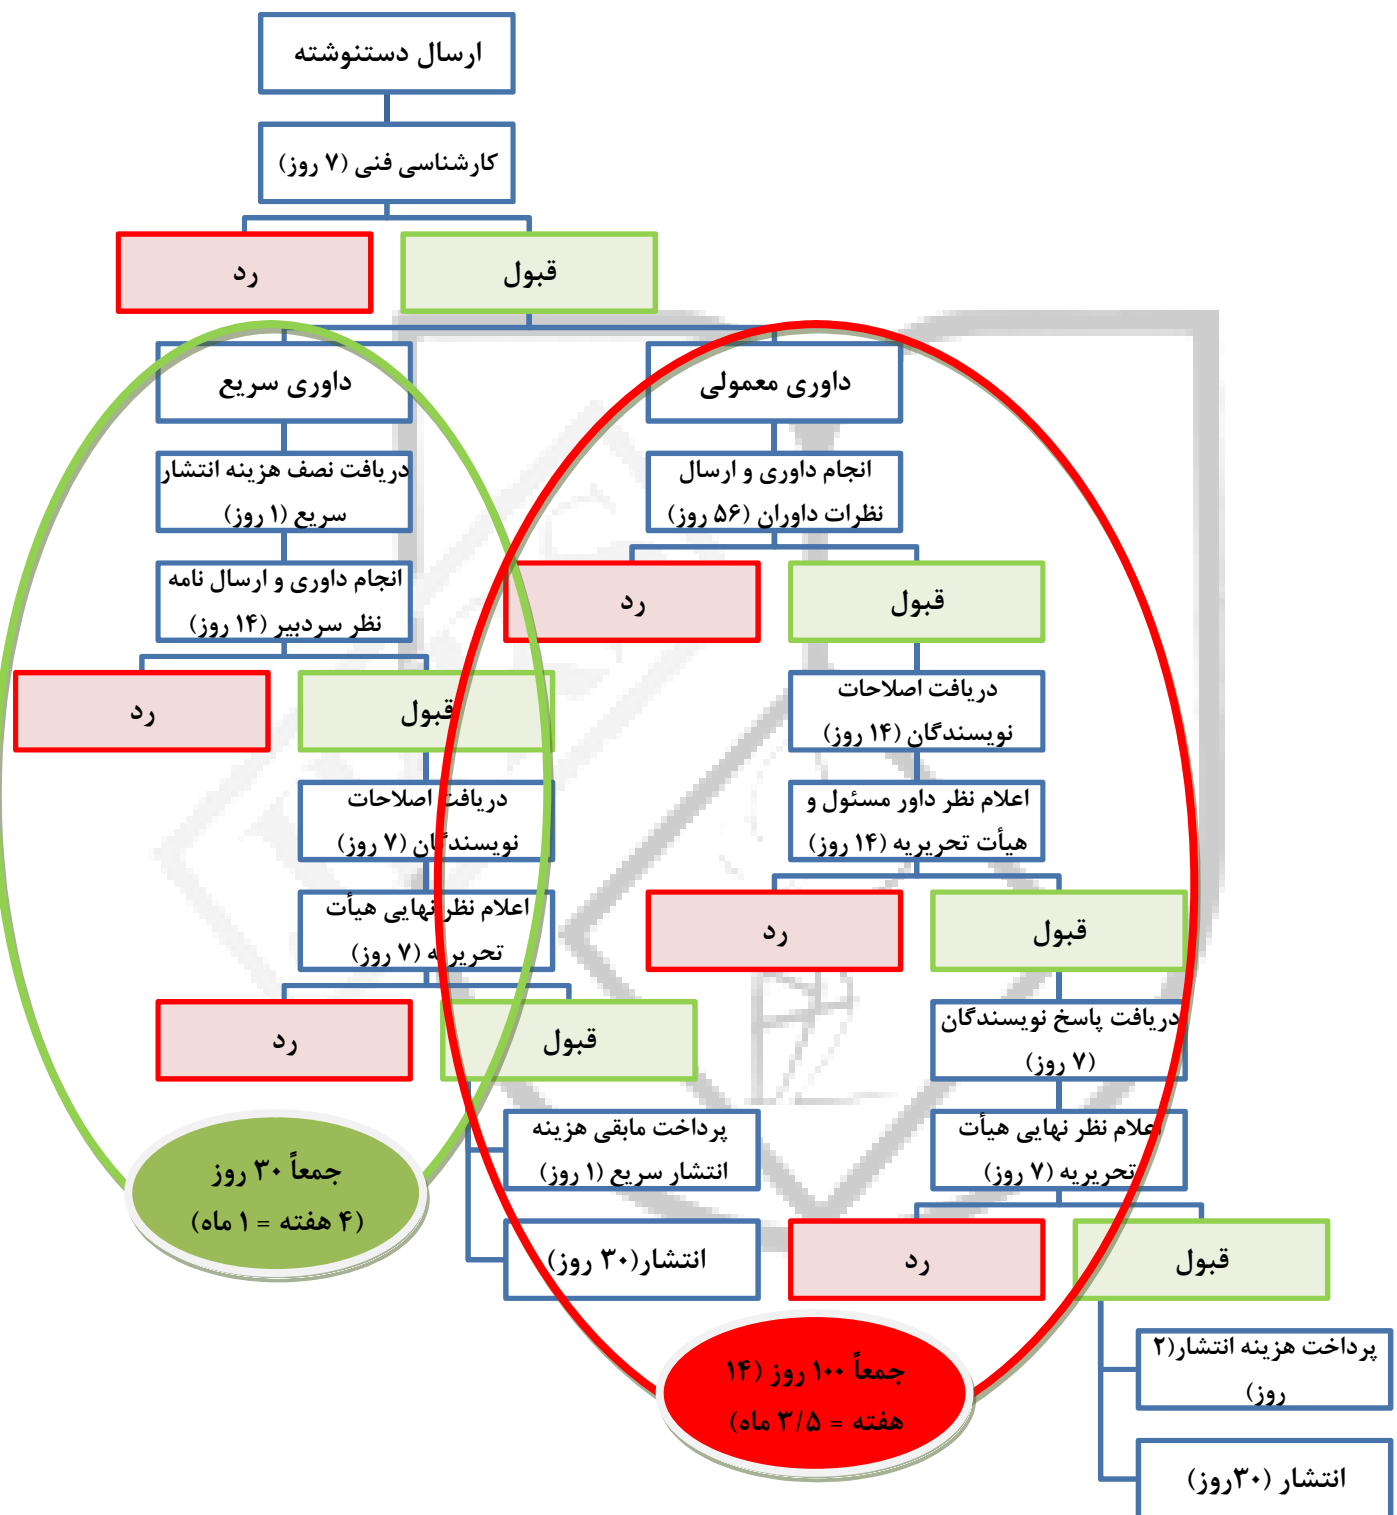 ارسال دستنوشته
کارشناسی فنی (۷ روز)
رد
قبول
داوری سریع
دریافت نصف هزینه انتشار
سریع (۱ روز)
انجام داوری و ارسال نامه
نظر سردبیر (۱۴ روز)
رد
قبول
دریافت اصلاحات
نویسندگان (۷ روز)
اعلام نظر نهایی هیأت
تحریریه (۷ روز)
رد
قبول
پرداخت مابقی هزینه
انتشار سریع (۱ روز)
انتشار(۳۰ روز)
جمعاً ۳۰ روز
(۴ هفته = ۱ ماه)
داوری معمولی
انجام داوری و ارسال
نظرات داوران (۵۶ روز)
رد
قبول
دریافت اصلاحات
نویسندگان (۱۴ روز)
اعلام نظر داور مسئول و
هیأت تحریریه (۱۴ روز)
رد
قبول
دریافت پاسخ نویسندگان
(۷ روز)
اعلام نظر نهایی هیأت
تحریریه (۷ روز)
رد
قبول
پرداخت هزینه انتشار(۲
روز)
انتشار (۳۰روز)
جمعاً ۱۰۰ روز (۱۴
هفته = ۳/۵ ماه)